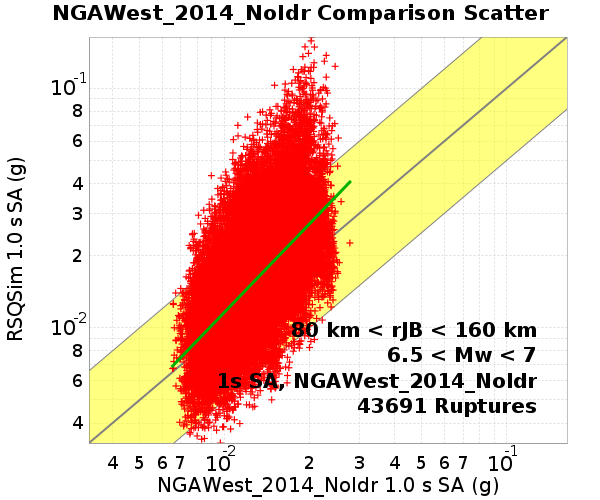 NGAWest_2014_NoIdr Comparison Scatter
RSQSim 1.0 s SA (g)
10⁻¹
8
6
4
3
2
10⁻²
8
6
4
80 km < rJB < 160 km
6.5 < Mw < 7
1s SA, NGAWest_2014_NoIdr
43691 Ruptures
4 5 6 7 10⁻² 2 3 4 5 6 7 10⁻¹
NGAWest_2014_NoIdr 1.0 s SA (g)